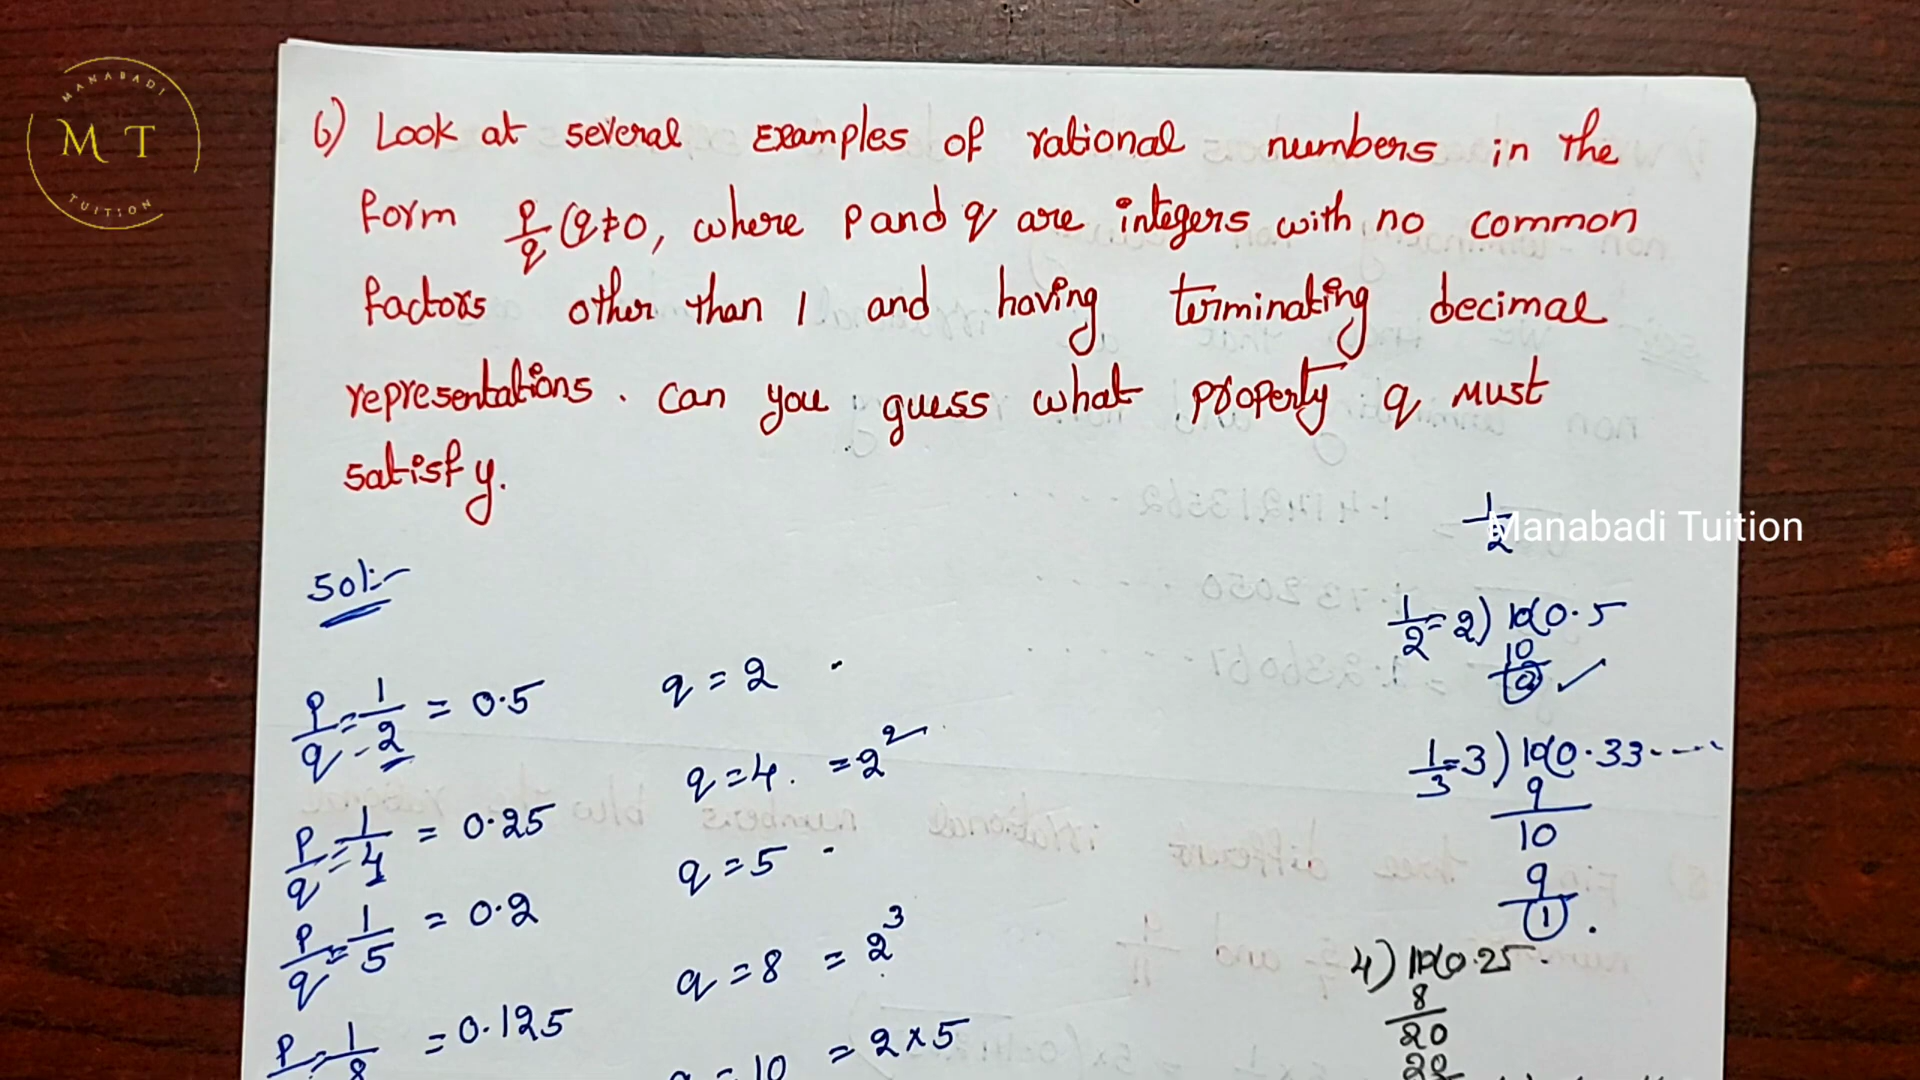 MANABADI
M T
TUITION
6) Look at several Examples of rational numbers in the
form p/q (q≠0, where p and q are integers with no common
factors other than 1 and having terminating decimal
representations. can you guess what property q must
satisfy.
1/2
Manabadi Tuition
Sol:-
1/2 = 2) 10(0.5
10
0 ✓
p/q = 1/2 = 0.5 q = 2
1/3 = 3) 10(0.33....
9
10
9
1
p/q = 1/4 = 0.25 q = 4. = 2²
p/q = 1/5 = 0.2 q = 5
4) 10(0.25
8
20
20
p/q = 1/8 = 0.125 q = 8 = 2³
q = 10 = 2 × 5